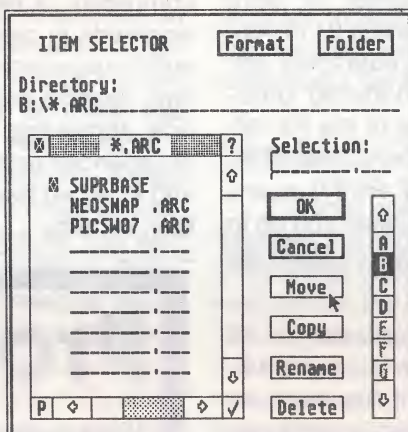 ITEM SELECTOR
Format
Folder
Directory:
B:\*.ARC
*.ARC
?
Selection:
SUPRBASE
NEOSNAP .ARC
PICSW07 .ARC
OK
Cancel
Move
Copy
Rename
Delete
A
B
C
D
E
F
G
P